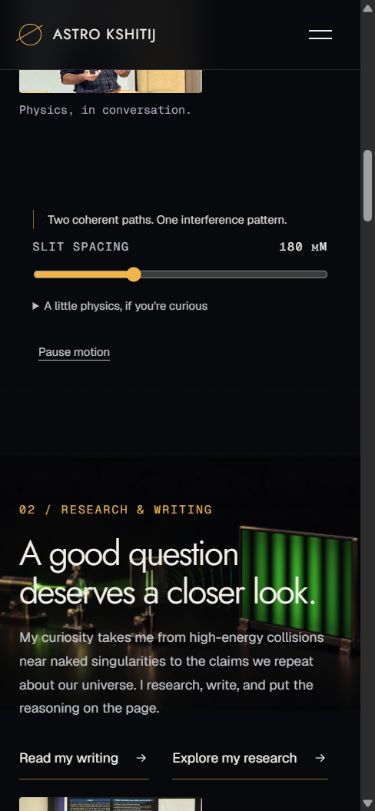 ASTRO KSHITIJ
Physics, in conversation.
Two coherent paths. One interference pattern.
SLIT SPACING 180 μM
▶ A little physics, if you're curious
Pause motion
02 / RESEARCH & WRITING
A good question
deserves a closer look.
My curiosity takes me from high-energy collisions
near naked singularities to the claims we repeat
about our universe. I research, write, and put the
reasoning on the page.
Read my writing → Explore my research →